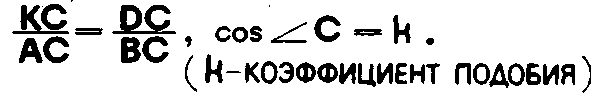 KC/AC = DC/BC, cos ∠C = к.
(К-КОЭФФИЦИЕНТ ПОДОБИЯ)